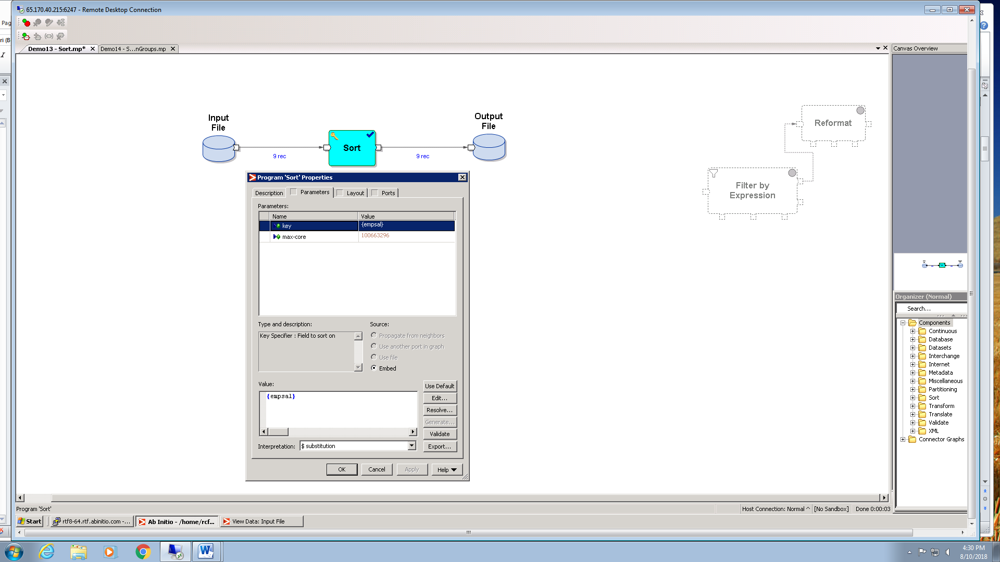 65.170.40.215:6247 - Remote Desktop Connection
Pag
ri (B
I
Demo13 - Sort.mp*
Demo14 - S...nGroups.mp
Canvas Overview
Input
File
Output
File
Sort
9 rec
9 rec
Reformat
Filter by
Expression
Program 'Sort' Properties
Description
Parameters
Layout
Ports
Parameters:
Name Value
key {empsal}
max-core 100663296
Type and description:
Key Specifier : Field to sort on
Source:
Propagate from neighbors
Use another port in graph
Use file
Embed
Value:
{empsal}
Use Default
Edit...
Resolve...
Generate...
Validate
Export...
Interpretation: $ substitution
OK Cancel Apply Help
Organizer (Normal)
Search...
Components
Continuous
Database
Datasets
Interchange
Internet
Metadata
Miscellaneous
Partitioning
Sort
Transform
Translate
Validate
XML
Connector Graphs
Program 'Sort'
Host Connection: Normal ^ [No Sandbox] Done 0:00:03
Start rtf8-64.rtf.abinitio.com -... Ab Initio - /home/rcf... View Data: Input File
4:30 PM
8/10/2018